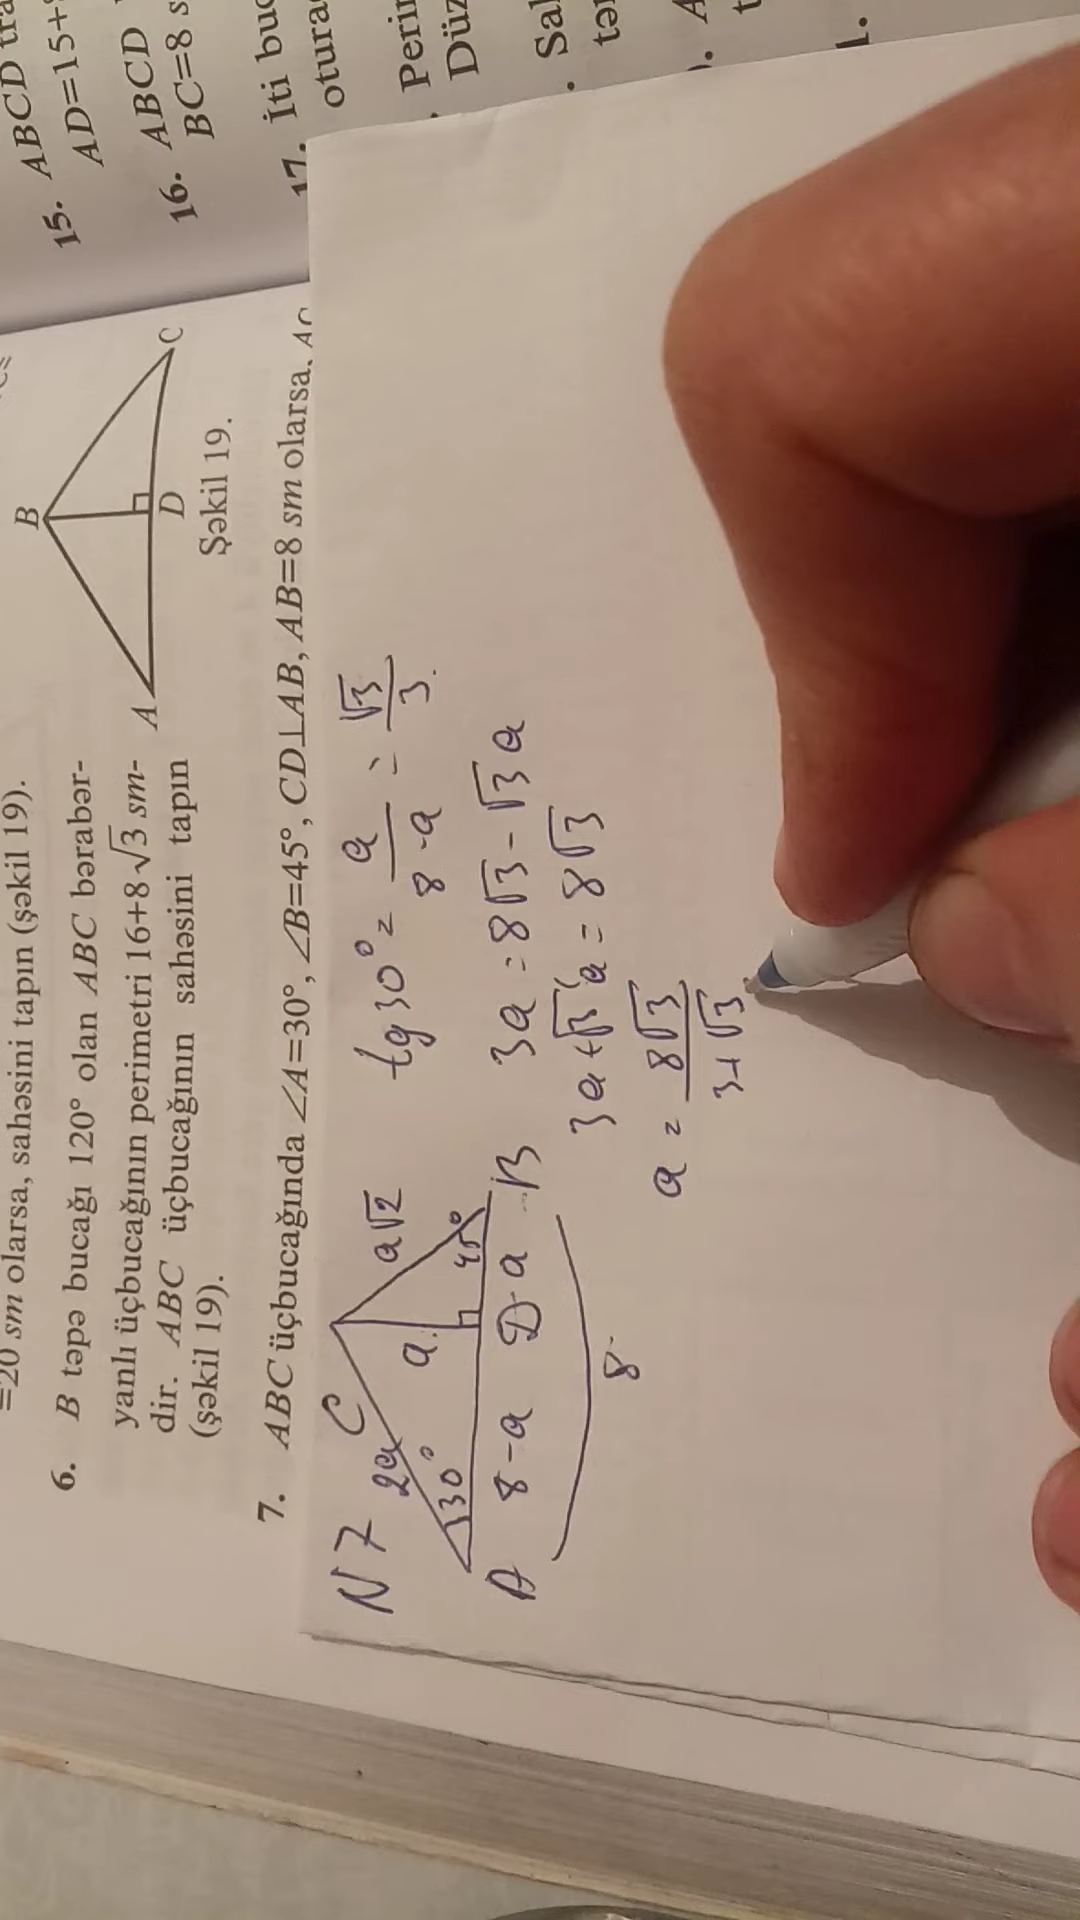 =20 sm olarsa, sahəsini tapın (şəkil 19).
6. B təpə bucağı 120° olan ABC bərabər-
yanlı üçbucağının perimetri 16+8√3 sm-
dir. ABC üçbucağının sahəsini tapın
(şəkil 19).
B
A
D
C
Şəkil 19.
7. ABC üçbucağında ∠A=30°, ∠B=45°, CD⊥AB, AB=8 sm olarsa,
15. ABCD
AD=15+
16. ABCD
BC=8 s
17. İti
Perim
Düz
N7
C
2a
a√2
a
30°
45°
A 8-a D a B
8
tg30° = a/(8-a) = √3/3
3a = 8√3 - √3a
3a+√3a = 8√3
a = 8√3/(3+√3)